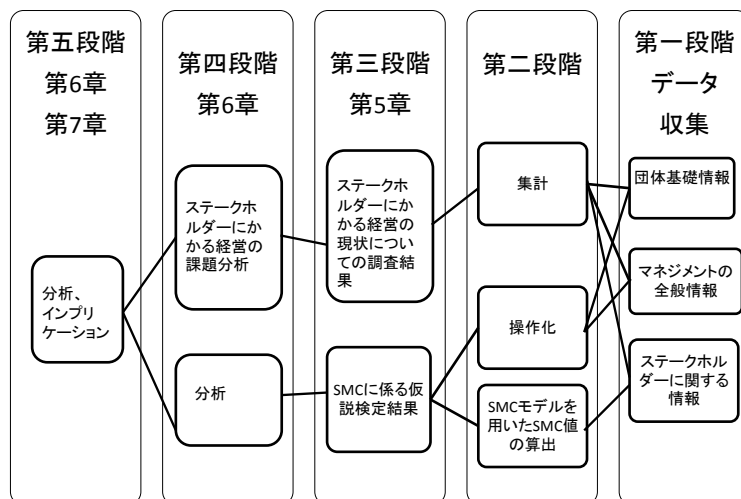 第五段階
第6章
第7章
分析、
インプリ
ケーション
第四段階
第6章
ステークホ
ルダーにか
かる経営の
課題分析
分析
第三段階
第5章
ステークホル
ダーにかか
る経営の
現状につい
ての調査結
果
SMCに係る仮
説検定結果
第二段階
集計
操作化
SMCモデルを
用いたSMC値
の算出
第一段階
データ
収集
団体基礎情報
マネジメントの
全般情報
ステークホル
ダーに関する
情報